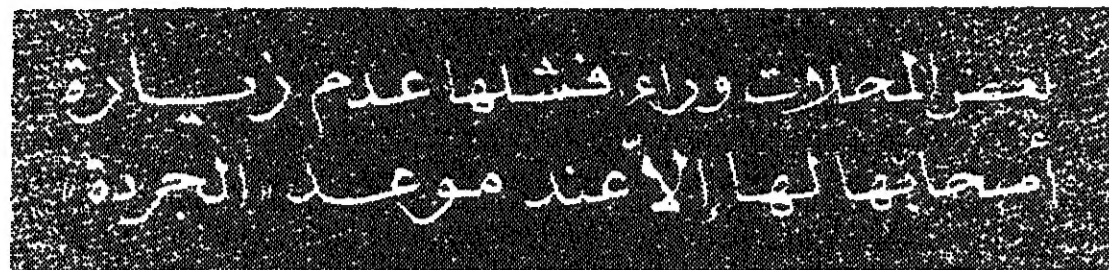 بعض المحلات وراء فشلها عدم زيارة
أصحابها لها إلاّ عند موعد «الجردة»